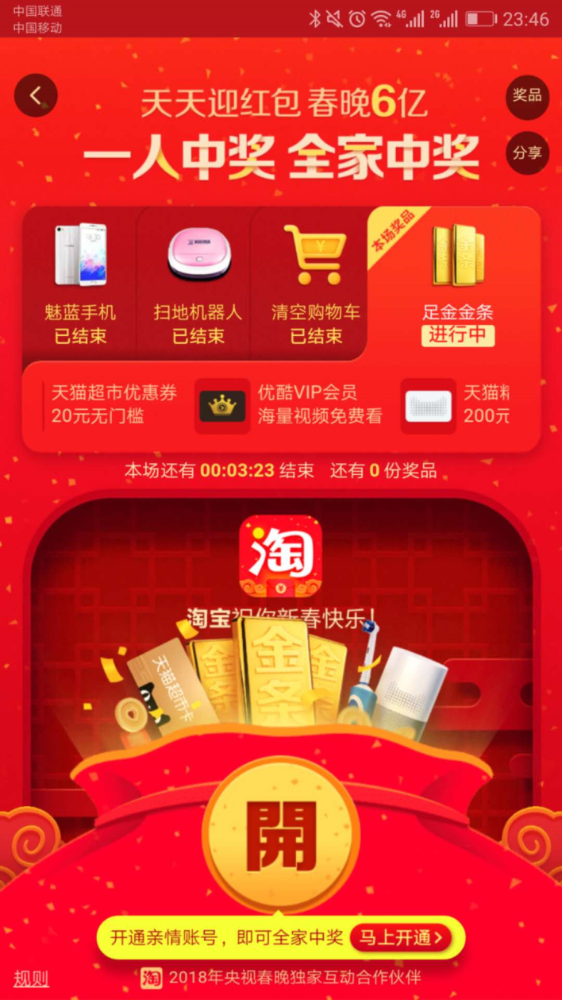 中国联通
中国移动
4G 2G 23:46
天天迎红包 春晚6亿
奖品
一人中奖 全家中奖
分享
本场奖品
魅蓝手机
已结束
扫地机器人
已结束
清空购物车
已结束
足金金条
进行中
天猫超市优惠券
20元无门槛
优酷VIP会员
海量视频免费看
天猫精
200元
本场还有 00:03:23 结束 还有 0 份奖品
淘
淘宝祝你新春快乐!
天猫超市卡
金条
金条
金条
開
开通亲情账号，即可全家中奖 马上开通
规则
淘 2018年央视春晚独家互动合作伙伴